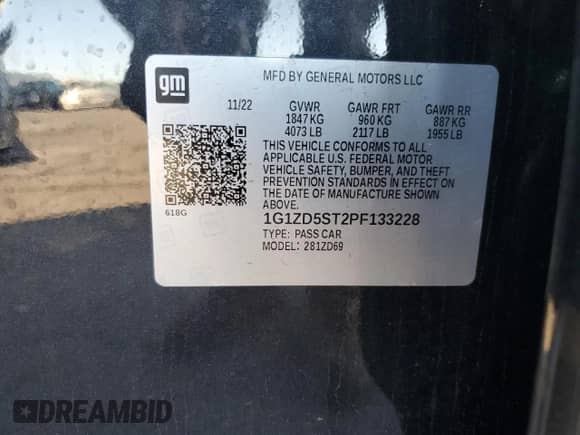 gm
MFD BY GENERAL MOTORS LLC
11/22 GVWR GAWR FRT GAWR RR
1847 KG 960 KG 887 KG
4073 LB 2117 LB 1955 LB
THIS VEHICLE CONFORMS TO ALL
APPLICABLE U.S. FEDERAL MOTOR
VEHICLE SAFETY, BUMPER, AND THEFT
PREVENTION STANDARDS IN EFFECT ON
THE DATE OF MANUFACTURE SHOWN
ABOVE.
618G
1G1ZD5ST2PF133228
TYPE: PASS CAR
MODEL: 281ZD69
DREAMBID